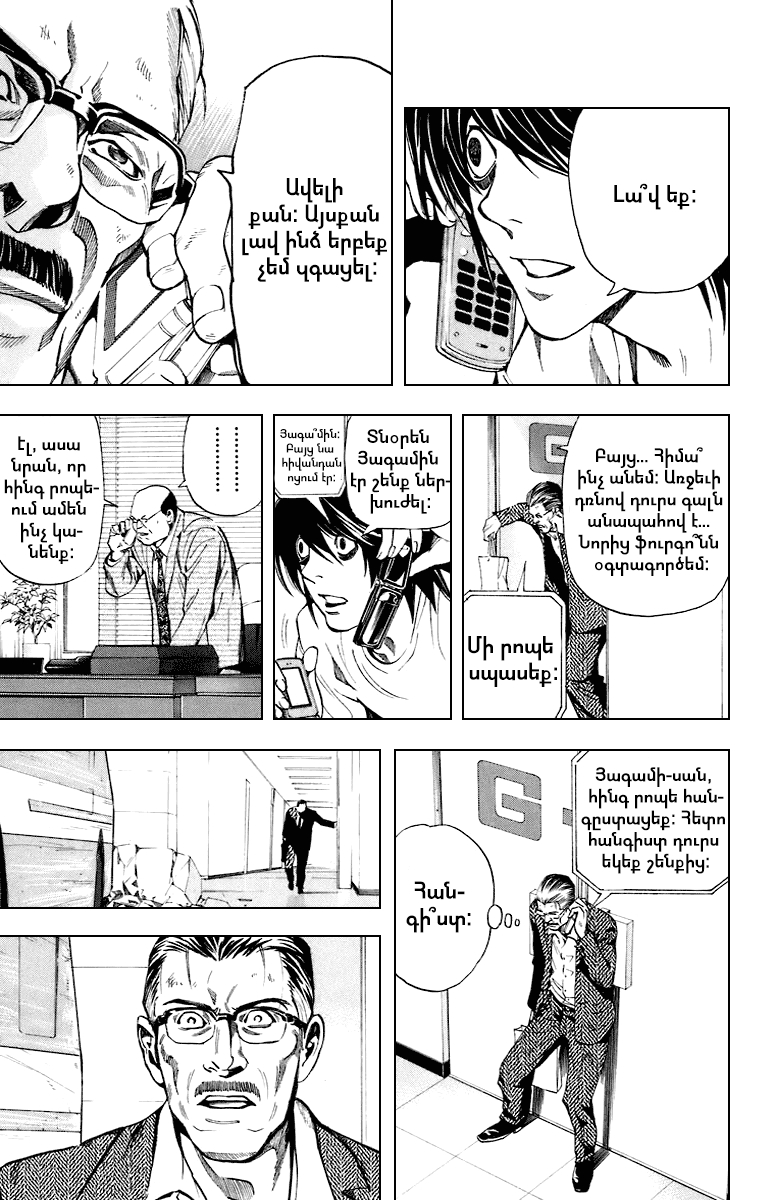 Լա՞վ եք:
Ավելի
քան: Այսքան
լավ ինձ երբեք
չեմ զգացել:
Բայց... Հիմա՞
ինչ անեմ: Առջեւի
դռնով դուրս գալն
անապահով է...
Նորից ֆուրգո՞նն
օգտագործեմ:
Մի րոպե
սպասեք:
Տնօրեն
Յագամին
էր շենք ներ-
խուժել:
Յագա՞մին:
Բայց նա
հիվանդան
ոցում էր:
Էլ, ասա
նրան, որ
հինգ րոպե-
ում ամեն
ինչ կա-
նենք:
Յագամի-սան,
հինգ րոպե հան-
գըստացեք: Հետո
հանգիստ դուրս
եկեք շենքից:
G
Հան-
գի՞ստ: